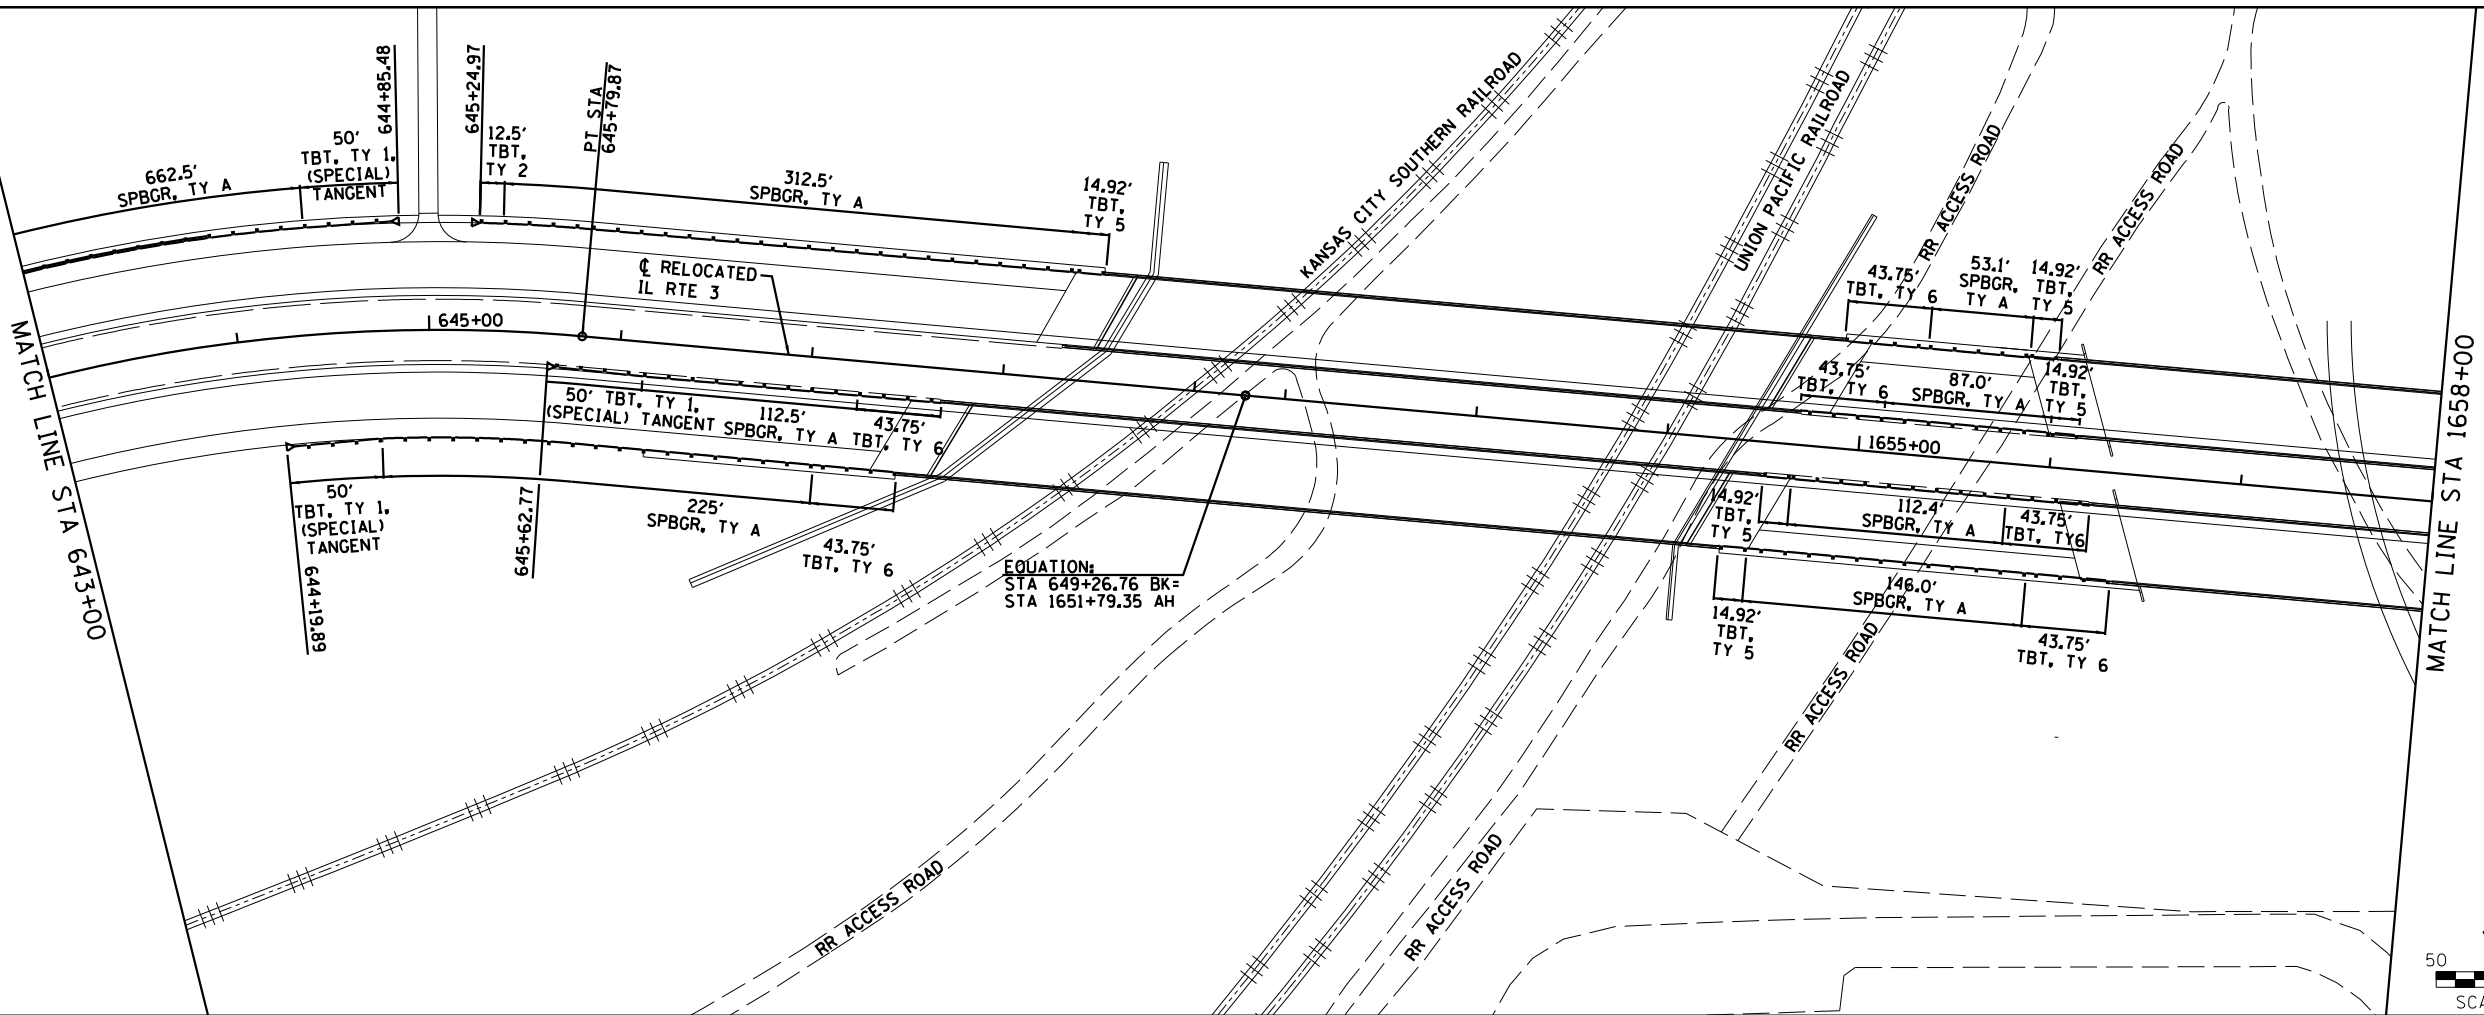 662.5'
SPBGR, TY A
50'
TBT, TY 1,
(SPECIAL)
TANGENT
644+85.48
645+24.97
12.5'
TBT,
TY 2
PT STA
645+79.87
312.5'
SPBGR, TY A
14.92'
TBT,
TY 5
KANSAS CITY SOUTHERN RAILROAD
UNION PACIFIC RAILROAD
RR ACCESS ROAD
RR ACCESS ROAD
43.75'
TBT, TY 6
53.1'
SPBGR,
TY A
14.92'
TBT,
TY 5
℄ RELOCATED
IL RTE 3
645+00
MATCH LINE STA 643+00
50' TBT, TY 1,
(SPECIAL) TANGENT
112.5'
SPBGR, TY A
43.75'
TBT, TY 6
43.75'
TBT, TY 6
87.0'
SPBGR, TY A
14.92'
TBT,
TY 5
1655+00
MATCH LINE STA 1658+00
50'
TBT, TY 1,
(SPECIAL)
TANGENT
644+19.89
645+62.77
225'
SPBGR, TY A
43.75'
TBT, TY 6
EQUATION:
STA 649+26.76 BK=
STA 1651+79.35 AH
14.92'
TBT,
TY 5
112.4'
SPBGR, TY A
43.75'
TBT, TY6
14.92'
TBT,
TY 5
146.0'
SPBGR, TY A
43.75'
TBT, TY 6
RR ACCESS ROAD
RR ACCESS ROAD
RR ACCESS ROAD
50